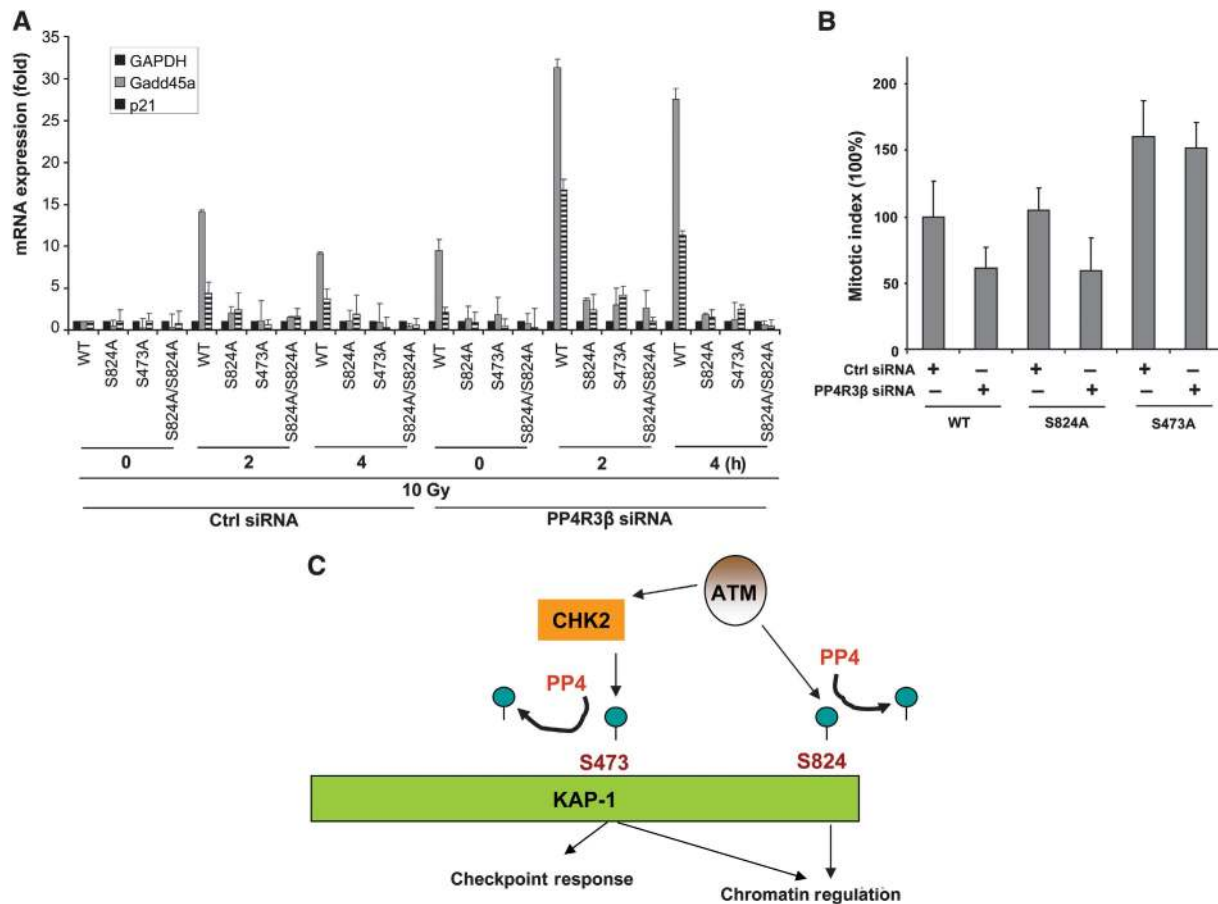 A
mRNA expression (fold)
35
30
25
20
15
10
5
0
GAPDH
Gadd45a
p21
WT
S824A
S473A
S824A/S824A
WT
S824A
S473A
S824A/S824A
WT
S824A
S473A
S824A/S824A
WT
S824A
S473A
S824A/S824A
WT
S824A
S473A
S824A/S824A
WT
S824A
S473A
S824A/S824A
0 2 4 0 2 4 (h)
10 Gy
Ctrl siRNA PP4R3β siRNA
B
Mitotic index (100%)
200
150
100
50
0
Ctrl siRNA + – + – + –
PP4R3β siRNA – + – + – +
WT S824A S473A
C
ATM
CHK2
PP4
PP4
S473 S824
KAP-1
Checkpoint response
Chromatin regulation